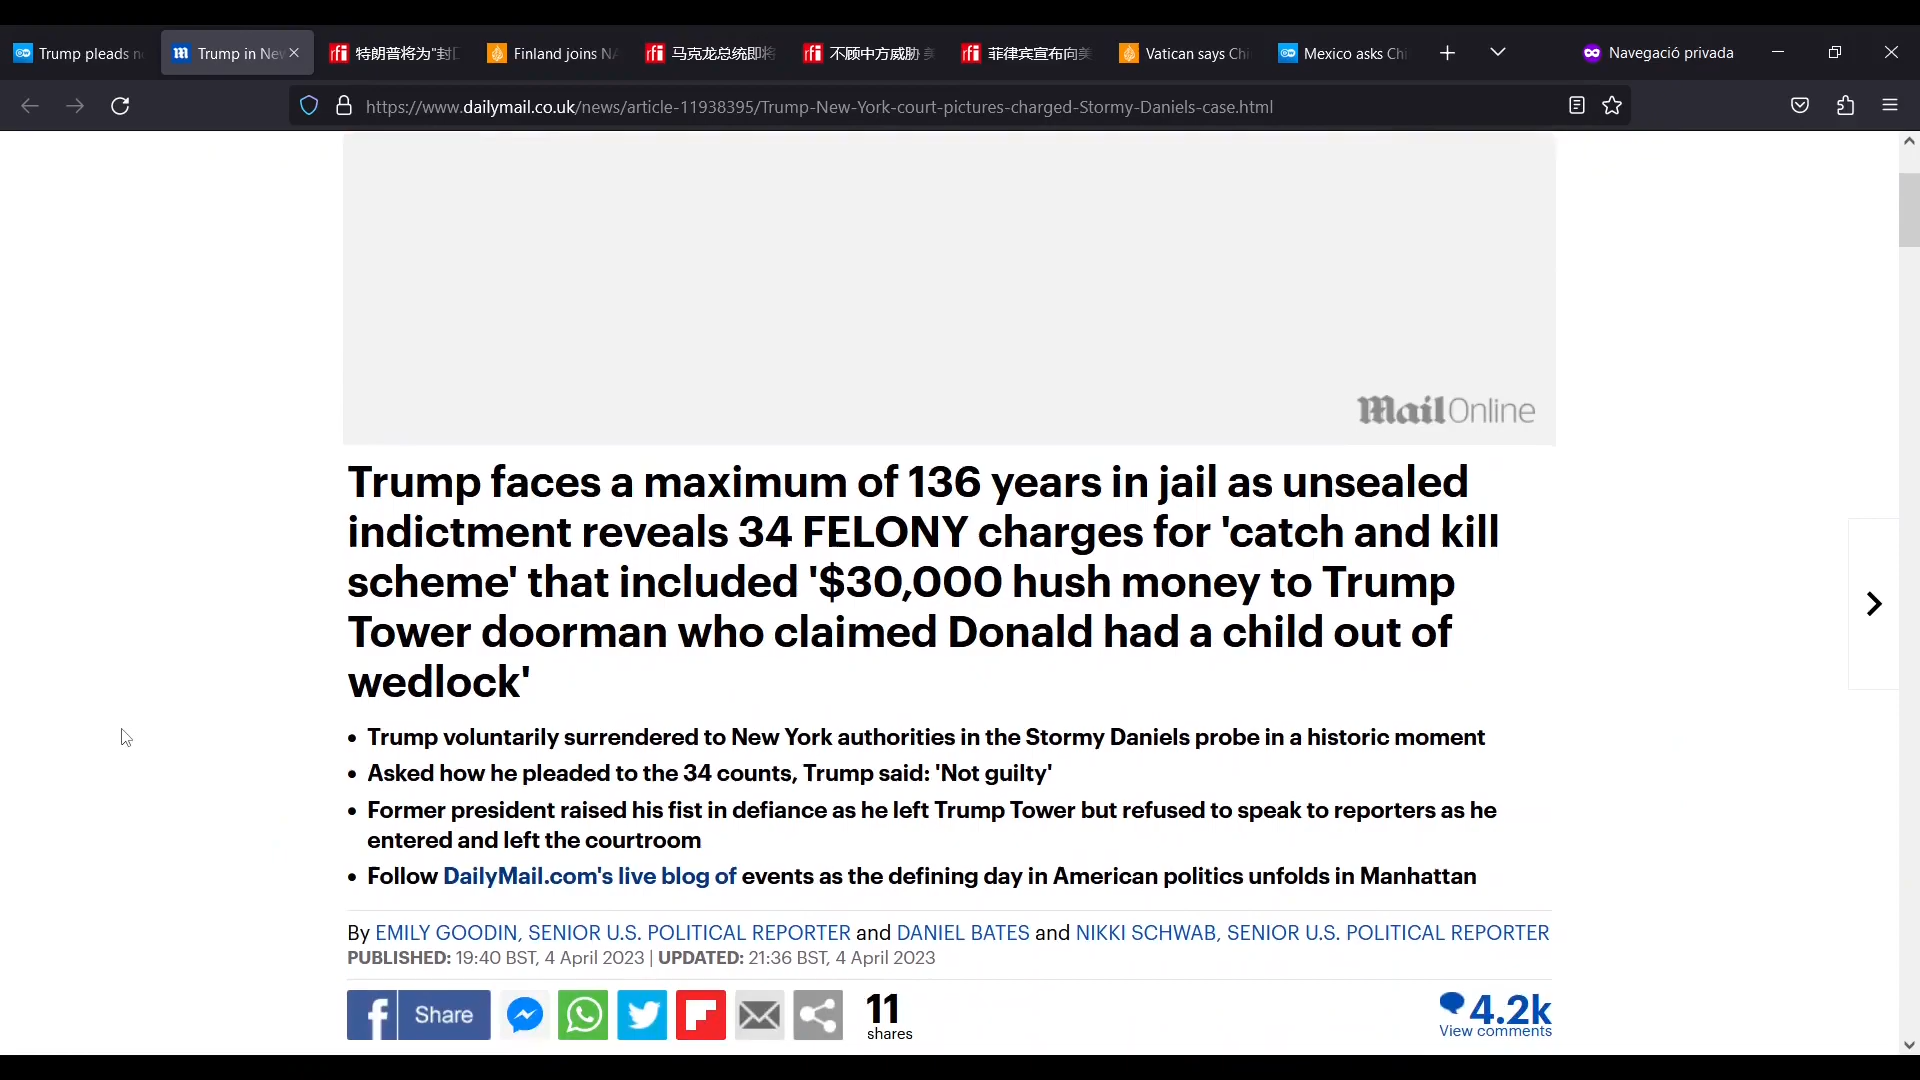 Trump pleads n
Trump in Nev
特朗普将为"封口
Finland joins NA
马克龙总统即将
不顾中方威胁 美
菲律宾宣布向美
Vatican says Chi
Mexico asks Chi
Navegació privada
https://www.dailymail.co.uk/news/article-11938395/Trump-New-York-court-pictures-charged-Stormy-Daniels-case.html
MailOnline
Trump faces a maximum of 136 years in jail as unsealed
indictment reveals 34 FELONY charges for 'catch and kill
scheme' that included '$30,000 hush money to Trump
Tower doorman who claimed Donald had a child out of
wedlock'
• Trump voluntarily surrendered to New York authorities in the Stormy Daniels probe in a historic moment
• Asked how he pleaded to the 34 counts, Trump said: 'Not guilty'
• Former president raised his fist in defiance as he left Trump Tower but refused to speak to reporters as he
entered and left the courtroom
• Follow DailyMail.com's live blog of events as the defining day in American politics unfolds in Manhattan
By EMILY GOODIN, SENIOR U.S. POLITICAL REPORTER and DANIEL BATES and NIKKI SCHWAB, SENIOR U.S. POLITICAL REPORTER
PUBLISHED: 19:40 BST, 4 April 2023 | UPDATED: 21:36 BST, 4 April 2023
Share
11
shares
4.2k
View comments